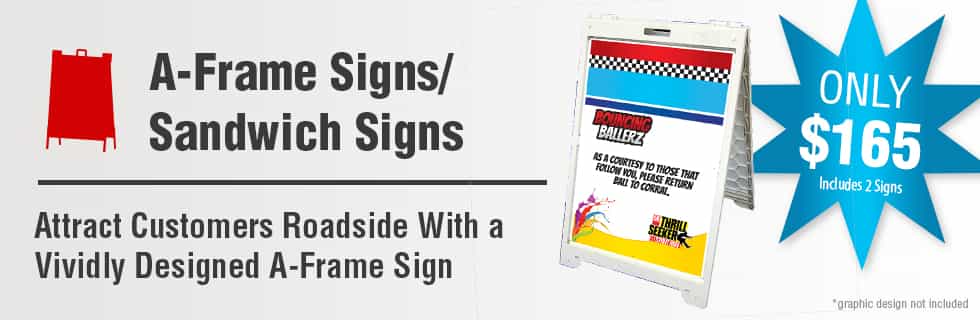 A-Frame Signs/
Sandwich Signs
Attract Customers Roadside With a
Vividly Designed A-Frame Sign
BOUNCING
BALLERZ
AS A COURTESY TO THOSE THAT
FOLLOW YOU, PLEASE RETURN
BALL TO CORRAL.
THRILL
SEEKER
ONLY
$165
Includes 2 Signs
*graphic design not included